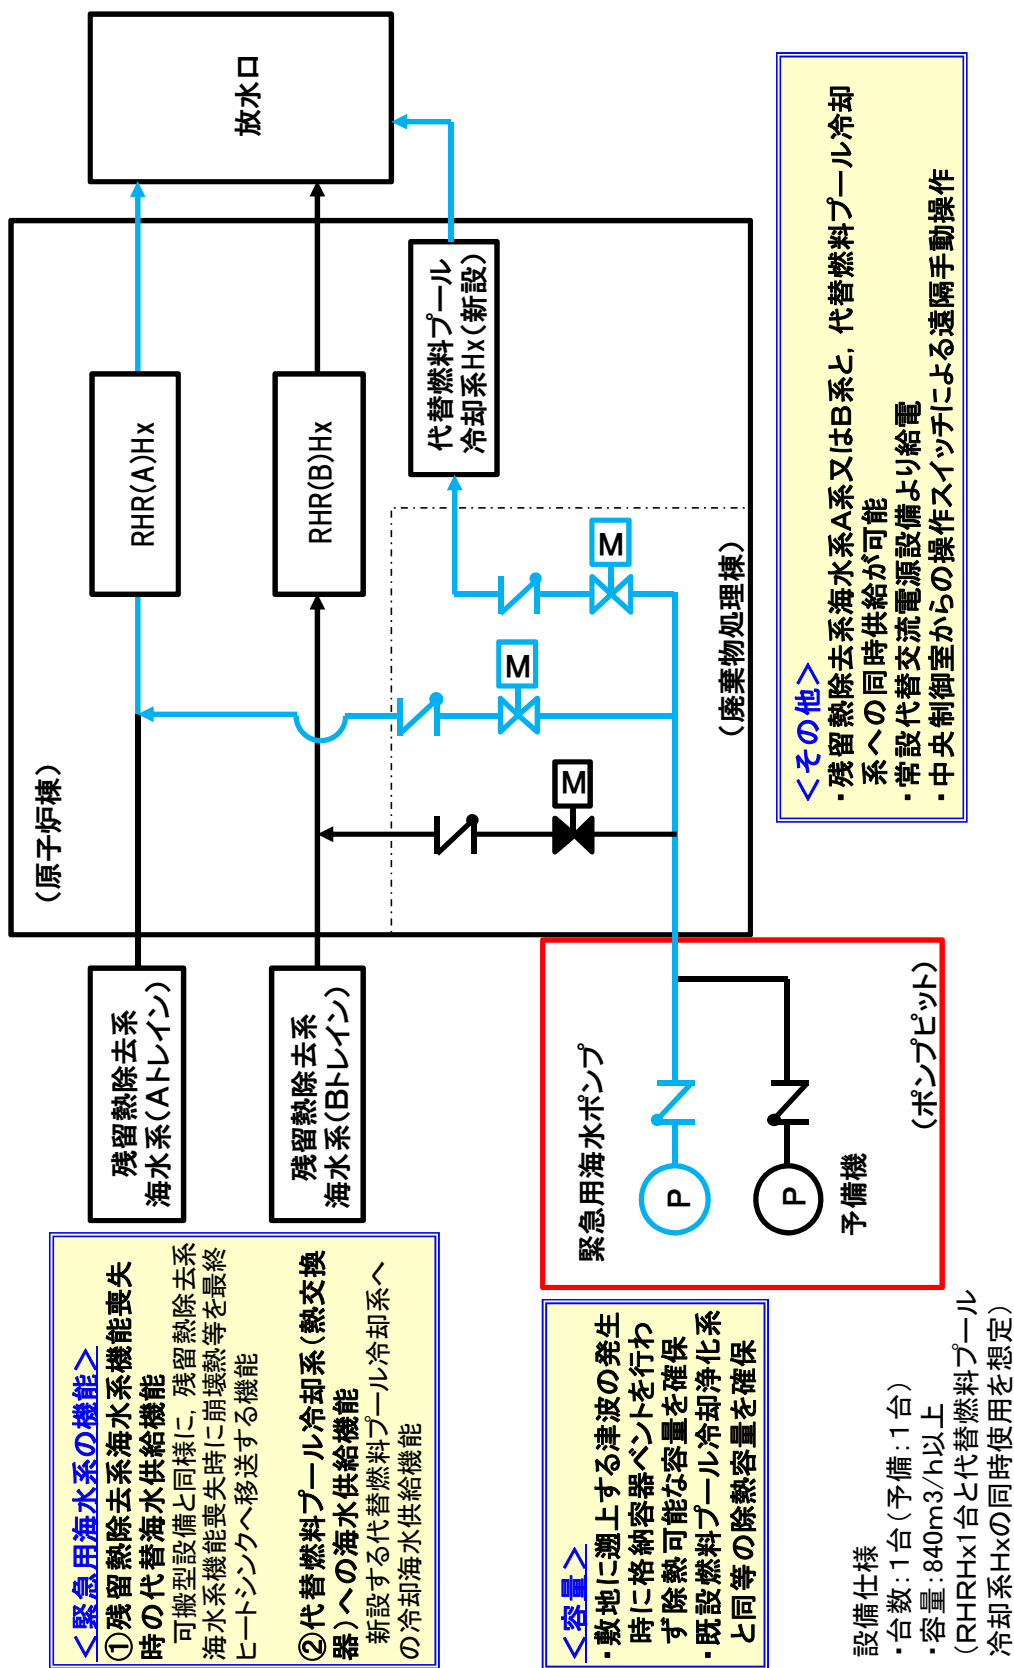 <緊急用海水系の機能>
①残留熱除去系海水系機能喪失
時の代替海水供給機能
可搬型設備と同様に，残留熱除去系
海水系機能喪失時に崩壊熱等を最終
ヒートシンクへ移送する機能
②代替燃料プール冷却系（熱交換
器）への海水供給機能
新設する代替燃料プール冷却系へ
の冷却海水供給機能
<容量>
・敷地に遡上する津波の発生
時に格納容器ベントを行わ
ず除熱可能な容量を確保
・既設燃料プール冷却浄化系
と同等の除熱容量を確保
設備仕様
・台数：1台（予備：1台）
・容量：840m3/h以上
（RHRHx1台と代替燃料プール
冷却系Hxの同時使用を想定）
残留熱除去系
海水系（Aトレイン）
残留熱除去系
海水系（Bトレイン）
緊急用海水ポンプ
P
P
予備機
（ポンプピット）
（原子炉棟）
M
M
M
（廃棄物処理棟）
RHR(A)Hx
RHR(B)Hx
代替燃料プール
冷却系Hx（新設）
放水口
<その他>
・残留熱除去系海水系A系又はB系と，代替燃料プール冷却
系への同時供給が可能
・常設代替交流電源設備より給電
・中央制御室からの操作スイッチによる遠隔手動操作